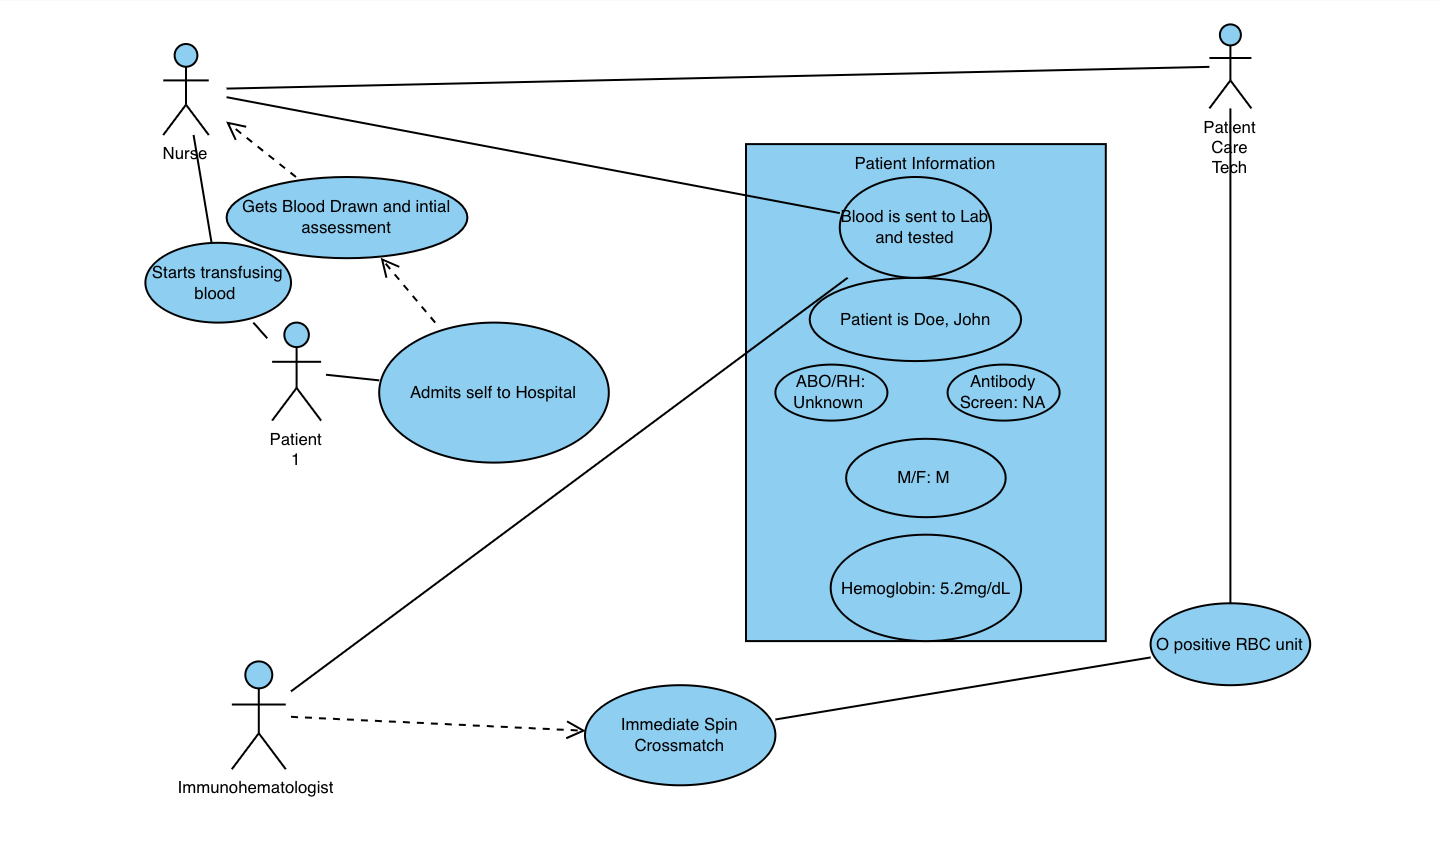 Nurse
Patient
Care
Tech
Patient Information
Gets Blood Drawn and intial
assessment
Blood is sent to Lab
and tested
Starts transfusing
blood
Patient is Doe, John
Admits self to Hospital
ABO/RH:
Unknown
Antibody
Screen: NA
Patient
1
M/F: M
Hemoglobin: 5.2mg/dL
O positive RBC unit
Immediate Spin
Crossmatch
Immunohematologist